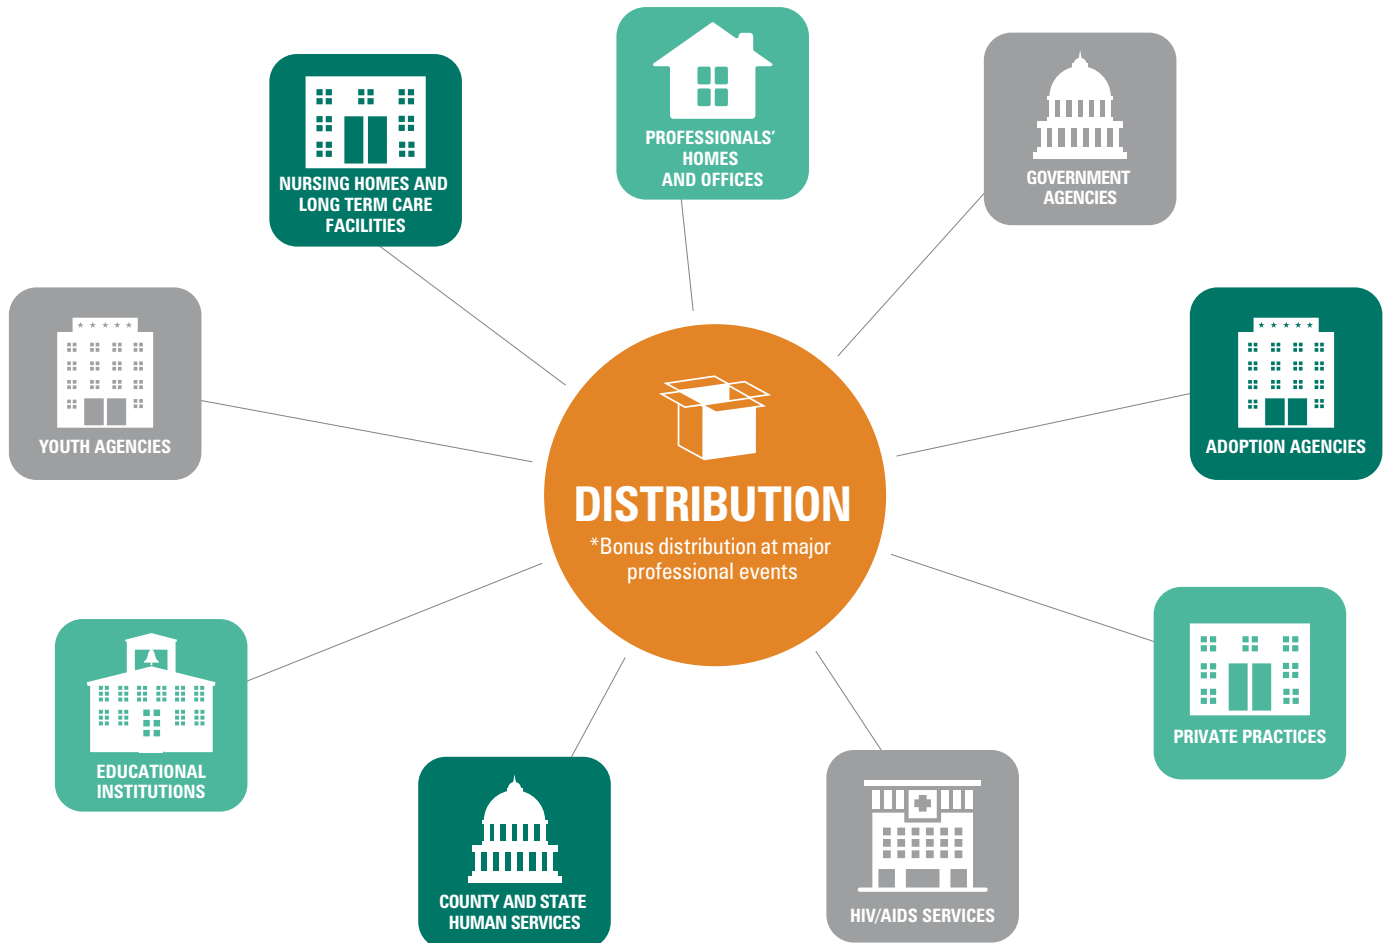 PROFESSIONALS’
HOMES
AND OFFICES
GOVERNMENT
AGENCIES
NURSING HOMES AND
LONG TERM CARE
FACILITIES
YOUTH AGENCIES
ADOPTION AGENCIES
DISTRIBUTION
*Bonus distribution at major
professional events
PRIVATE PRACTICES
EDUCATIONAL
INSTITUTIONS
COUNTY AND STATE
HUMAN SERVICES
HIV/AIDS SERVICES